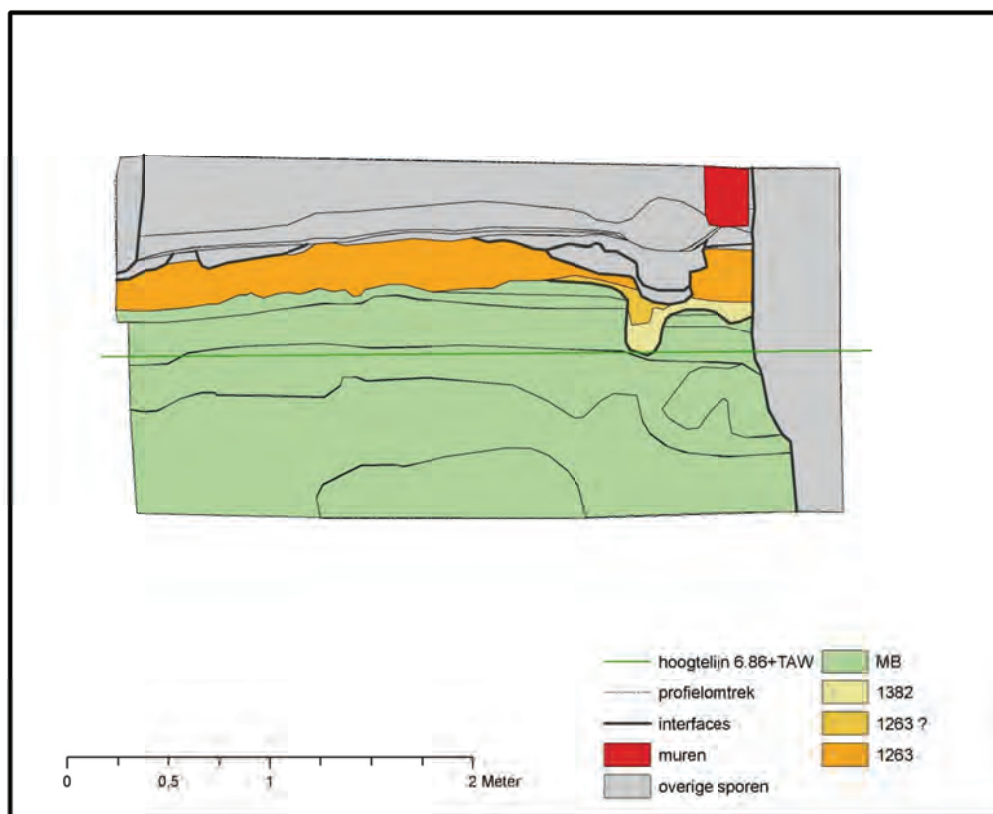 hoogtelijn 6.86+TAW
profielomtrek
interfaces
muren
overige sporen
MB
1382
1263 ?
1263
0 0,5 1 2 Meter